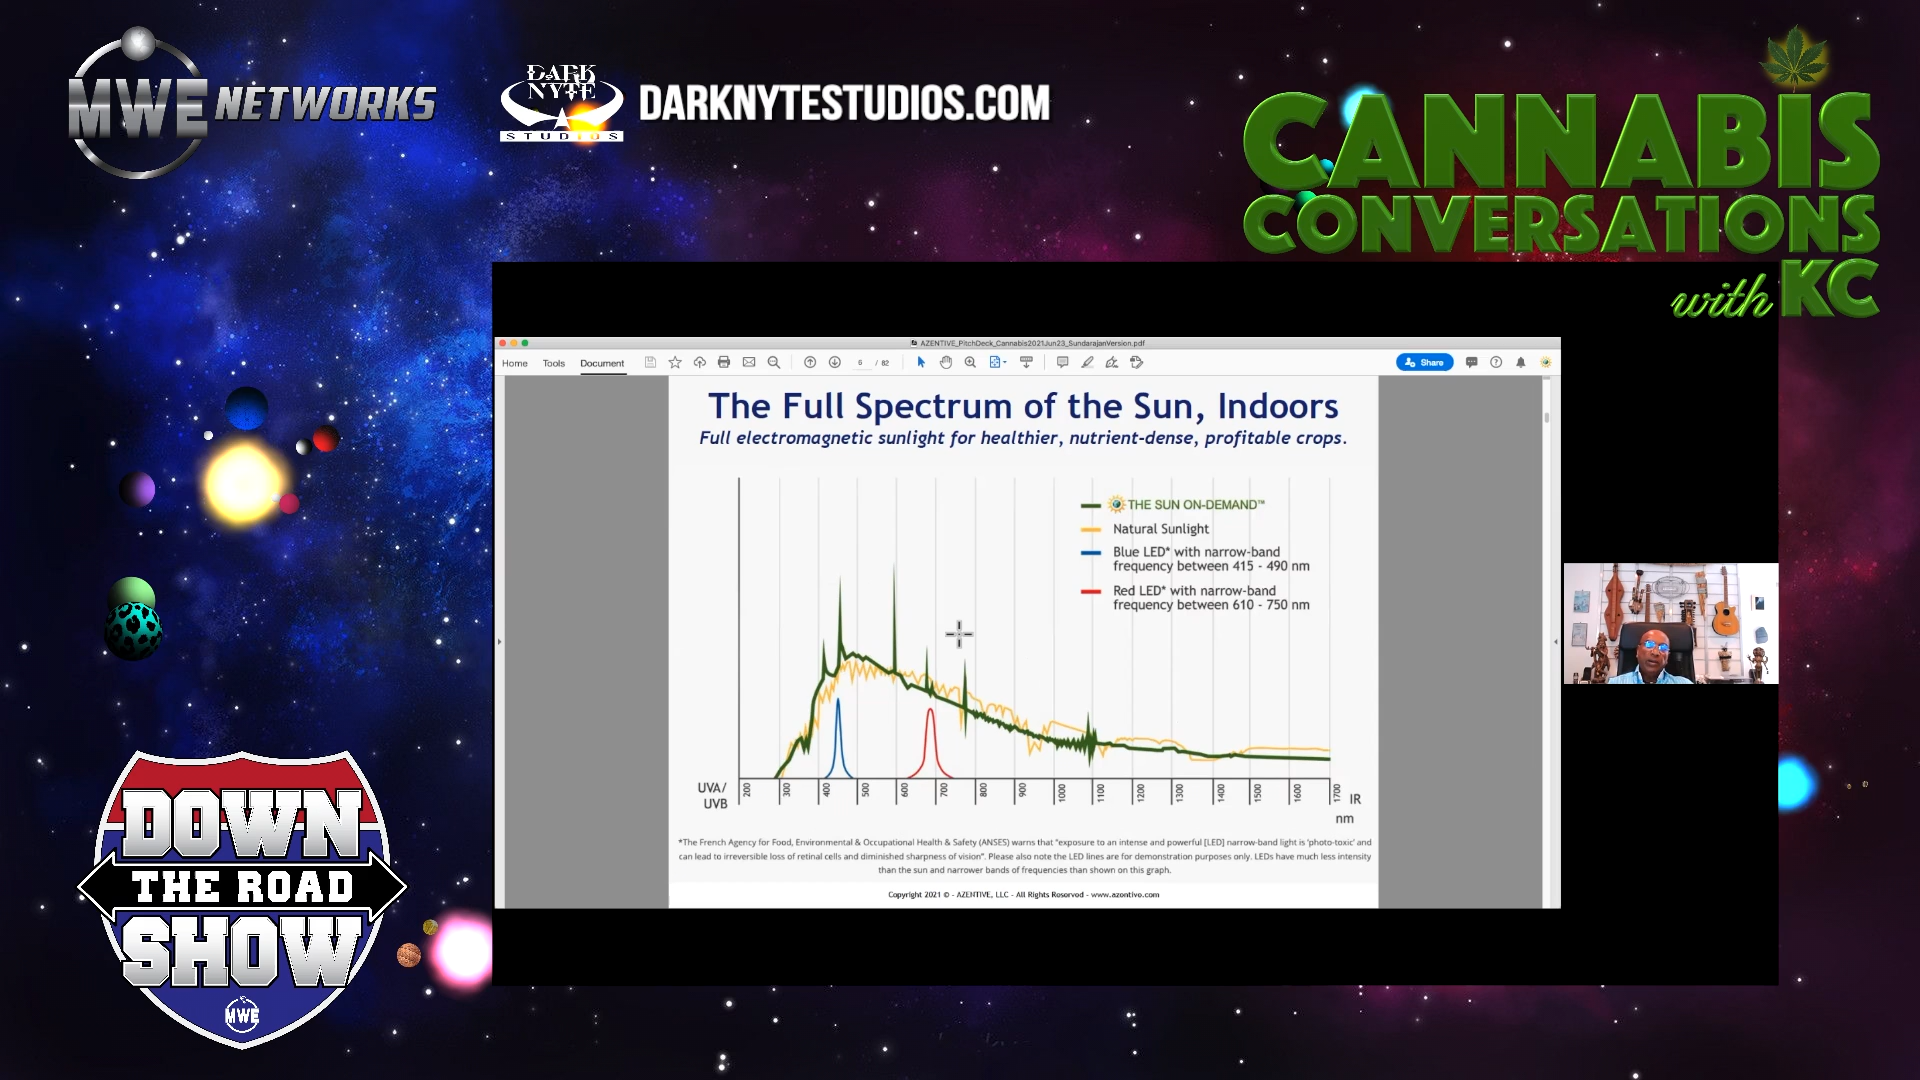 MWE NETWORKS
DARK
NYTE
STUDIOS
DARKNYTESTUDIOS.COM
CANNABIS
CONVERSATIONS
with KC
AZENTIVE_PitchDeck_Cannabis2021Jun23_SundarajanVersion.pdf
Home Tools Document 6 / 82 Share
The Full Spectrum of the Sun, Indoors
Full electromagnetic sunlight for healthier, nutrient-dense, profitable crops.
THE SUN ON-DEMAND™
Natural Sunlight
Blue LED* with narrow-band
frequency between 415 - 490 nm
Red LED* with narrow-band
frequency between 610 - 750 nm
UVA/
UVB
200 300 400 500 600 700 800 900 1000 1100 1200 1300 1400 1500 1600 1700
IR
nm
*The French Agency for Food, Environmental & Occupational Health & Safety (ANSES) warns that "exposure to an intense and powerful [LED] narrow-band light is 'photo-toxic' and
can lead to irreversible loss of retinal cells and diminished sharpness of vision". Please also note the LED lines are for demonstration purposes only. LEDs have much less intensity
than the sun and narrower bands of frequencies than shown on this graph.
Copyright 2021 © - AZENTIVE, LLC - All Rights Reserved - www.azentive.com
DOWN
THE ROAD
SHOW
MWE